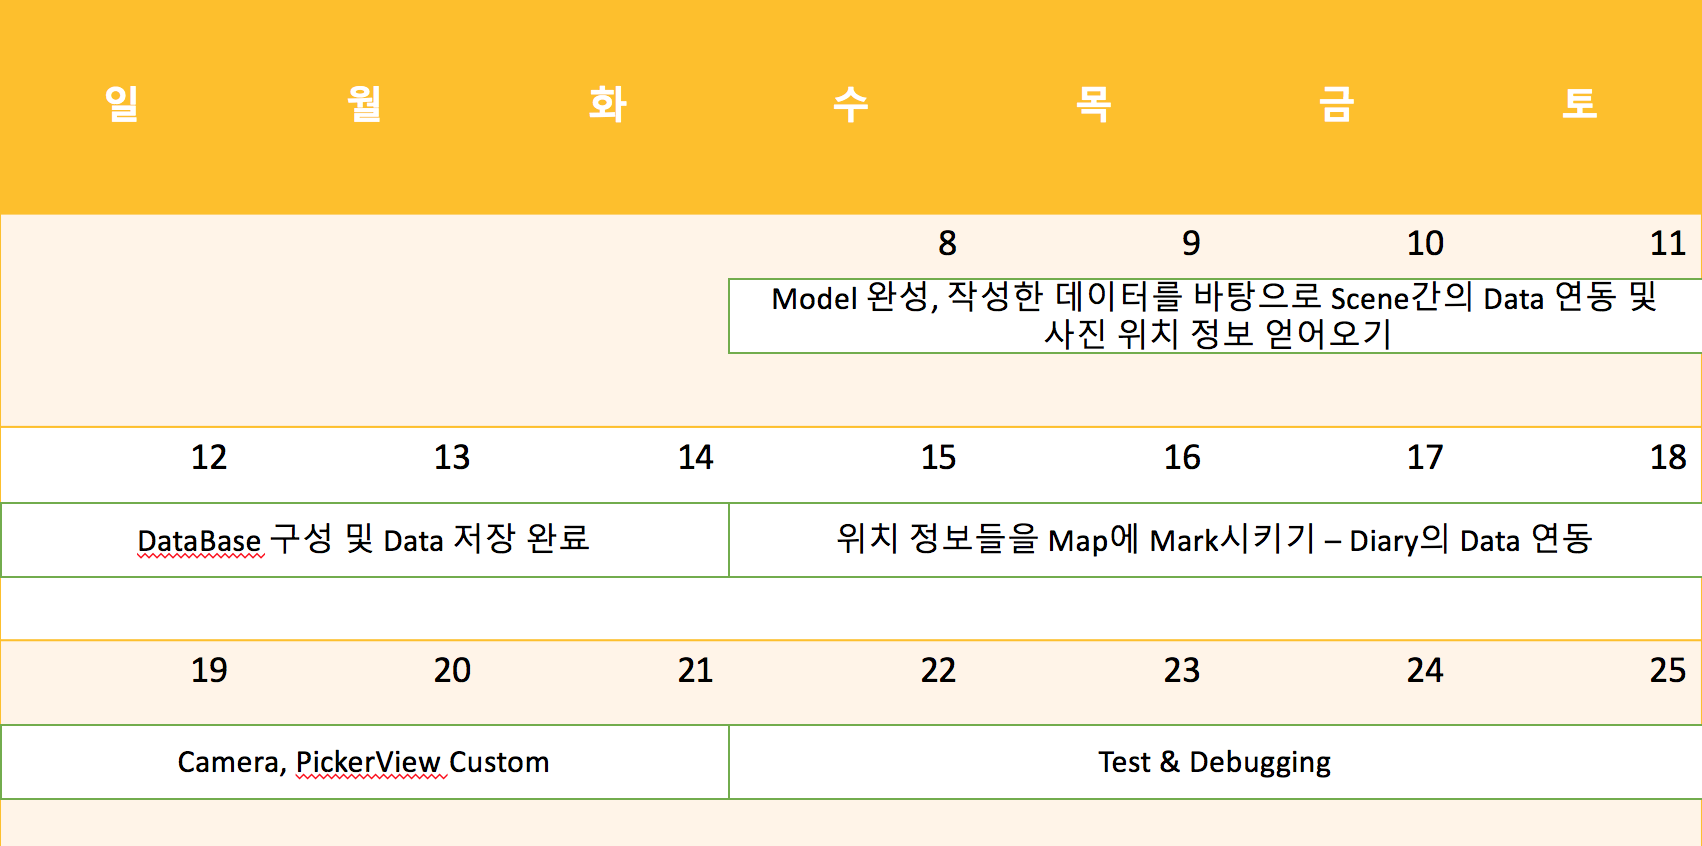 일 월 화 수 목 금 토
8 9 10 11
Model 완성, 작성한 데이터를 바탕으로 Scene간의 Data 연동 및
사진 위치 정보 얻어오기
12 13 14 15 16 17 18
DataBase 구성 및 Data 저장 완료
위치 정보들을 Map에 Mark시키기 – Diary의 Data 연동
19 20 21 22 23 24 25
Camera, PickerView Custom
Test & Debugging